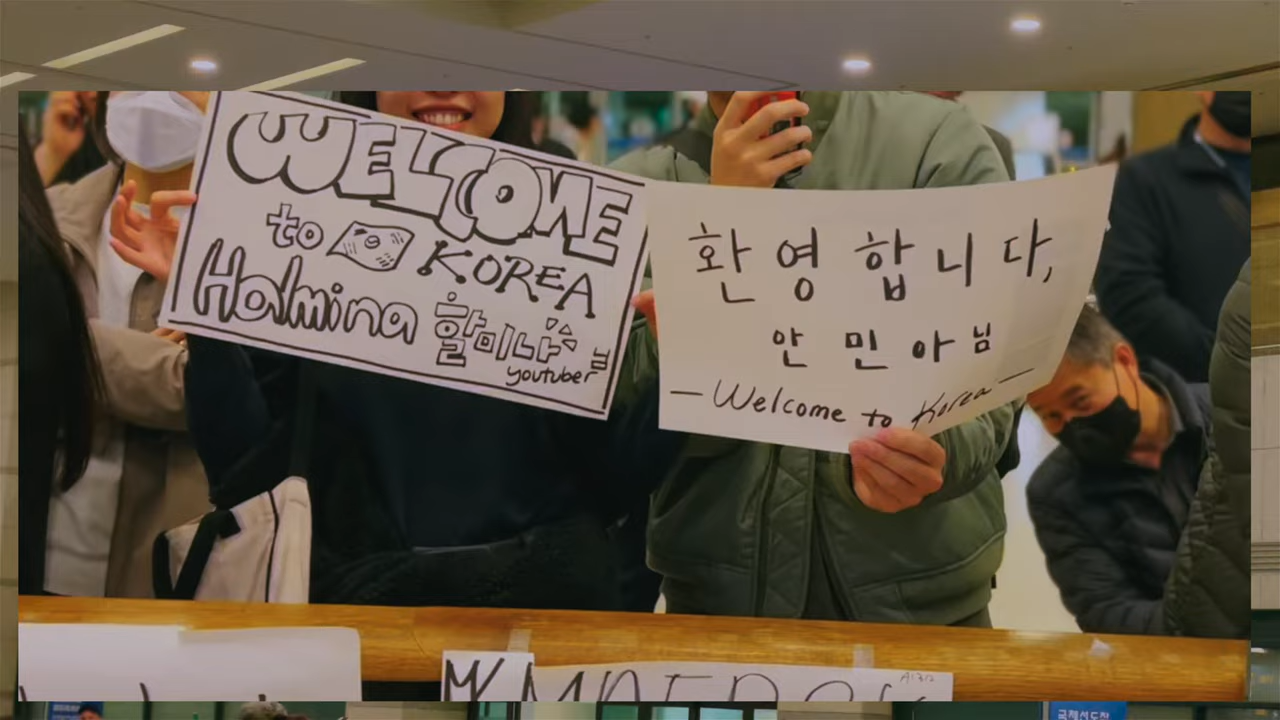 WELCOME
to KOREA
Halmina 할미나 님
youtuber
환영합니다,
안민아님
- Welcome to Korea -
A1312